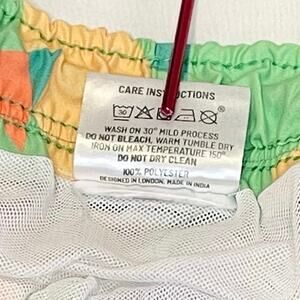 CARE INSTRUCTIONS
30°
WASH ON 30° MILD PROCESS
DO NOT BLEACH, WARM TUMBLE DRY
IRON ON MAX TEMPERATURE 150°
DO NOT DRY CLEAN
100% POLYESTER
DESIGNED IN LONDON, MADE IN INDIA